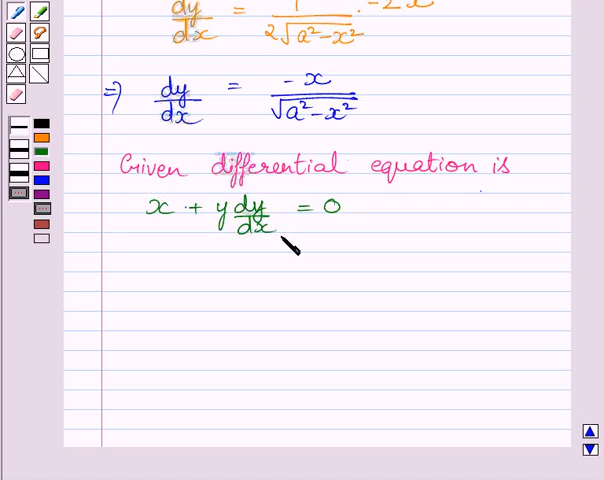 dy/dx = 1/(2√(a²-x²)) · -2x
⇒ dy/dx = -x/√(a²-x²)
Given differential equation is
x + y dy/dx = 0